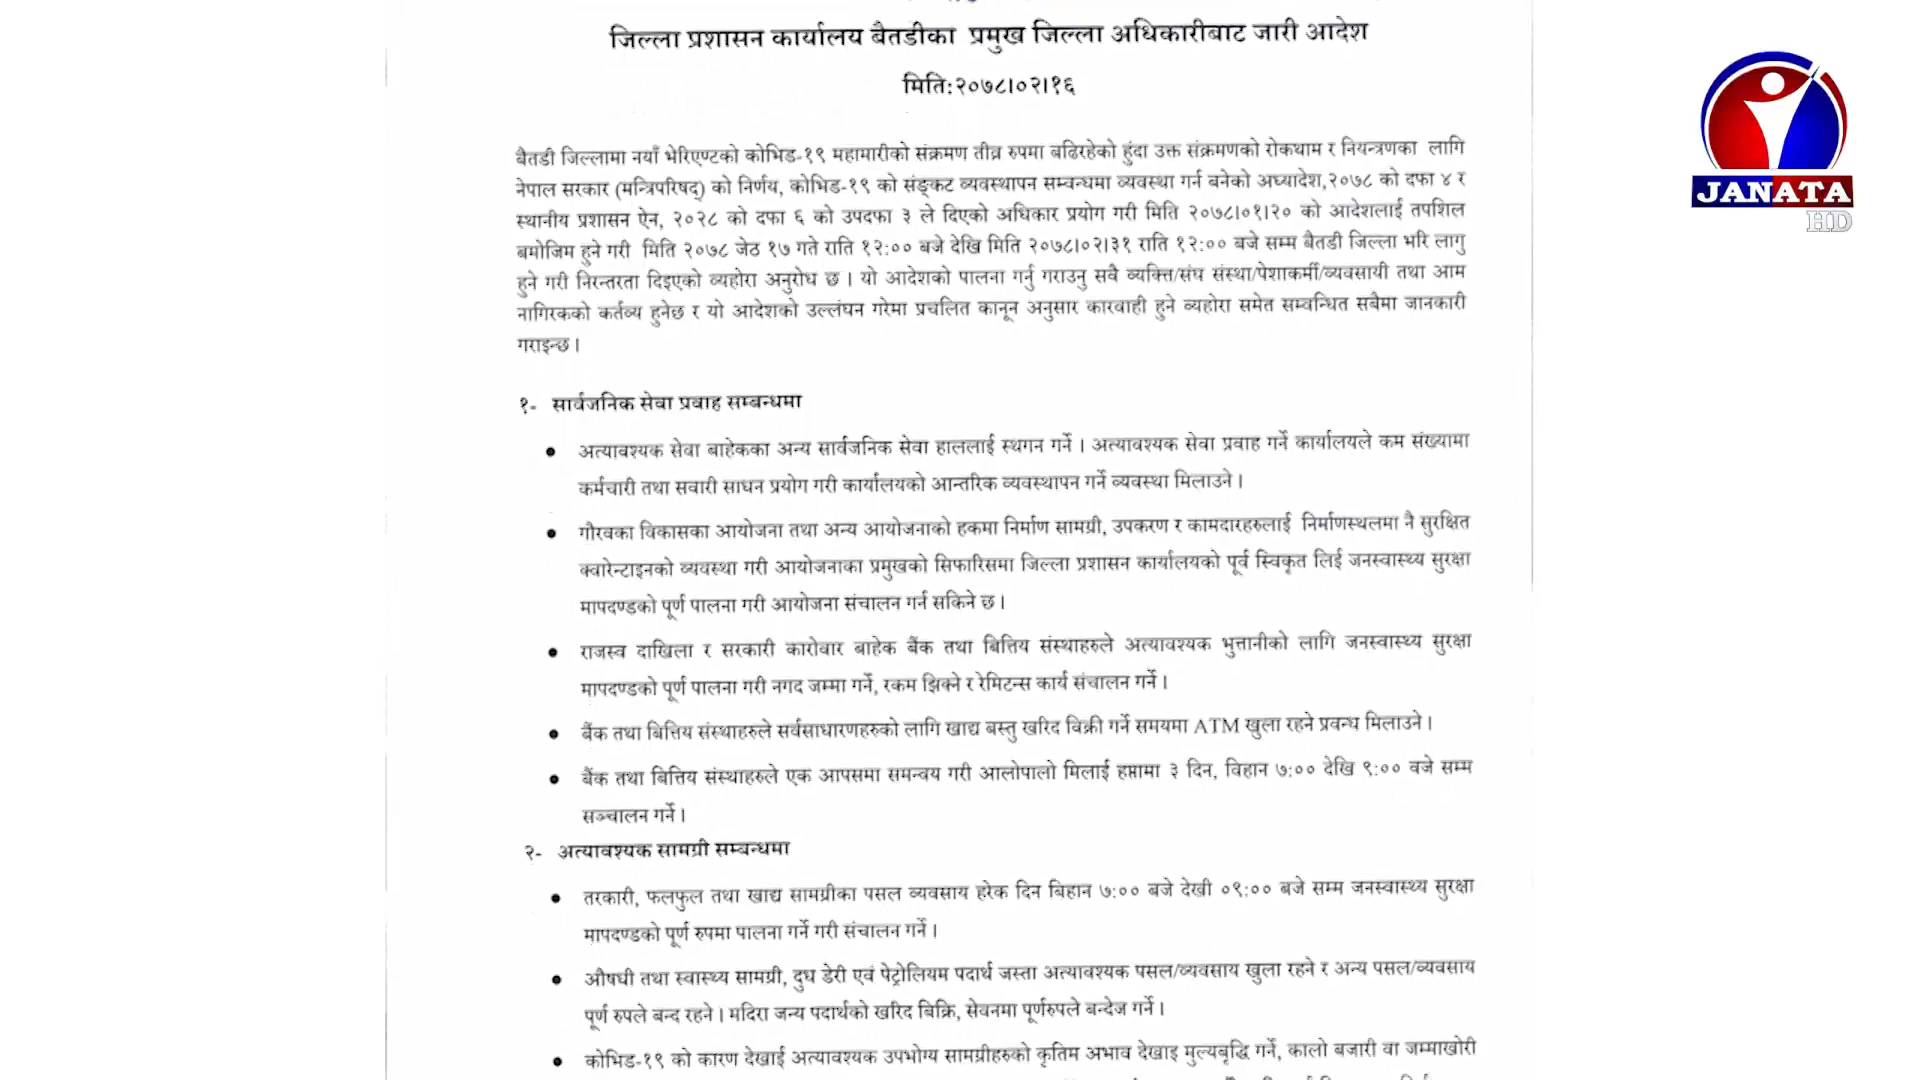 जिल्ला प्रशासन कार्यालय बैतडीका प्रमुख जिल्ला अधिकारीबाट जारी आदेश
मिति:२०७८।०२।१६
बैतडी जिल्लामा नयाँ भेरिएण्टको कोभिड-१९ महामारीको संक्रमण तीव्र रुपमा बढिरहेको हुंदा उक्त संक्रमणको रोकथाम र नियन्त्रणका लागि
नेपाल सरकार (मन्त्रिपरिषद्) को निर्णय, कोभिड-१९ को संङ्कट व्यवस्थापन सम्बन्धमा व्यवस्था गर्न बनेको अध्यादेश,२०७८ को दफा ४ र
स्थानीय प्रशासन ऐन, २०२८ को दफा ६ को उपदफा ३ ले दिएको अधिकार प्रयोग गरी मिति २०७८।०१।२० को आदेशलाई तपशिल
बमोजिम हुने गरी मिति २०७८ जेठ १७ गते राति १२:०० बजे देखि मिति २०७८।०२।३१ राति १२:०० बजे सम्म बैतडी जिल्ला भरि लागु
हुने गरी निरन्तरता दिइएको व्यहोरा अनुरोध छ । यो आदेशको पालना गर्नु गराउनु सवै व्यक्ति/संघ संस्था/पेशाकर्मी/व्यवसायी तथा आम
नागिरकको कर्तव्य हुनेछ र यो आदेशको उल्लंघन गरेमा प्रचलित कानून अनुसार कारवाही हुने व्यहोरा समेत सम्वन्धित सबैमा जानकारी
गराइन्छ ।
१- सार्वजनिक सेवा प्रवाह सम्बन्धमा
● अत्यावश्यक सेवा बाहेकका अन्य सार्वजनिक सेवा हाललाई स्थगन गर्ने । अत्यावश्यक सेवा प्रवाह गर्ने कार्यालयले कम संख्यामा
कर्मचारी तथा सवारी साधन प्रयोग गरी कार्यालयको आन्तरिक व्यवस्थापन गर्ने व्यवस्था मिलाउने ।
● गौरवका विकासका आयोजना तथा अन्य आयोजनाको हकमा निर्माण सामग्री, उपकरण र कामदारहरुलाई निर्माणस्थलमा नै सुरक्षित
क्वारेन्टाइनको व्यवस्था गरी आयोजनाका प्रमुखको सिफारिसमा जिल्ला प्रशासन कार्यालयको पूर्व स्विकृत लिई जनस्वास्थ्य सुरक्षा
मापदण्डको पूर्ण पालना गरी आयोजना संचालन गर्न सकिने छ ।
● राजस्व दाखिला र सरकारी कारोवार बाहेक बैंक तथा बित्तिय संस्थाहरुले अत्यावश्यक भुत्तानीको लागि जनस्वास्थ्य सुरक्षा
मापदण्डको पूर्ण पालना गरी नगद जम्मा गर्ने, रकम झिक्ने र रेमिटन्स कार्य संचालन गर्ने ।
● बैंक तथा बित्तिय संस्थाहरुले सर्वसाधारणहरुको लागि खाद्य बस्तु खरिद विक्री गर्ने समयमा ATM खुला रहने प्रवन्ध मिलाउने ।
● बैंक तथा बित्तिय संस्थाहरुले एक आपसमा समन्वय गरी आलोपालो मिलाई हप्तामा ३ दिन, विहान ७:०० देखि ९:०० वजे सम्म
सञ्चालन गर्ने ।
२- अत्यावश्यक सामग्री सम्बन्धमा
● तरकारी, फलफुल तथा खाद्य सामग्रीका पसल व्यवसाय हरेक दिन बिहान ७:०० बजे देखी ०९:०० बजे सम्म जनस्वास्थ्य सुरक्षा
मापदण्डको पूर्ण रुपमा पालना गर्ने गरी संचालन गर्ने ।
● औषधी तथा स्वास्थ्य सामग्री, दुध डेरी एवं पेट्रोलियम पदार्थ जस्ता अत्यावश्यक पसल/व्यवसाय खुला रहने र अन्य पसल/व्यवसाय
पूर्ण रुपले बन्द रहने । मदिरा जन्य पदार्थको खरिद बिक्रि, सेवनमा पूर्णरुपले बन्देज गर्ने ।
● कोभिड-१९ को कारण देखाई अत्यावश्यक उपभोग्य सामग्रीहरुको कृतिम अभाव देखाइ मुल्यबृद्धि गर्ने, कालो बजारी वा जम्माखोरी
JANATA
HD